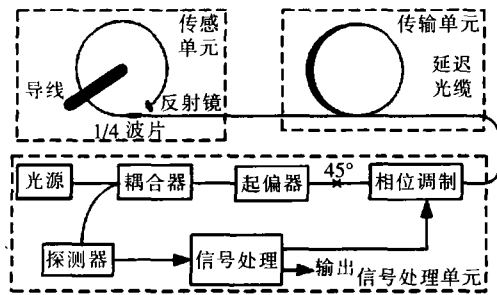 传感
单元
导线
反射镜
1/4 波片
传输单元
延迟
光缆
光源
耦合器
起偏器
45°
相位调制
探测器
信号处理
输出
信号处理单元